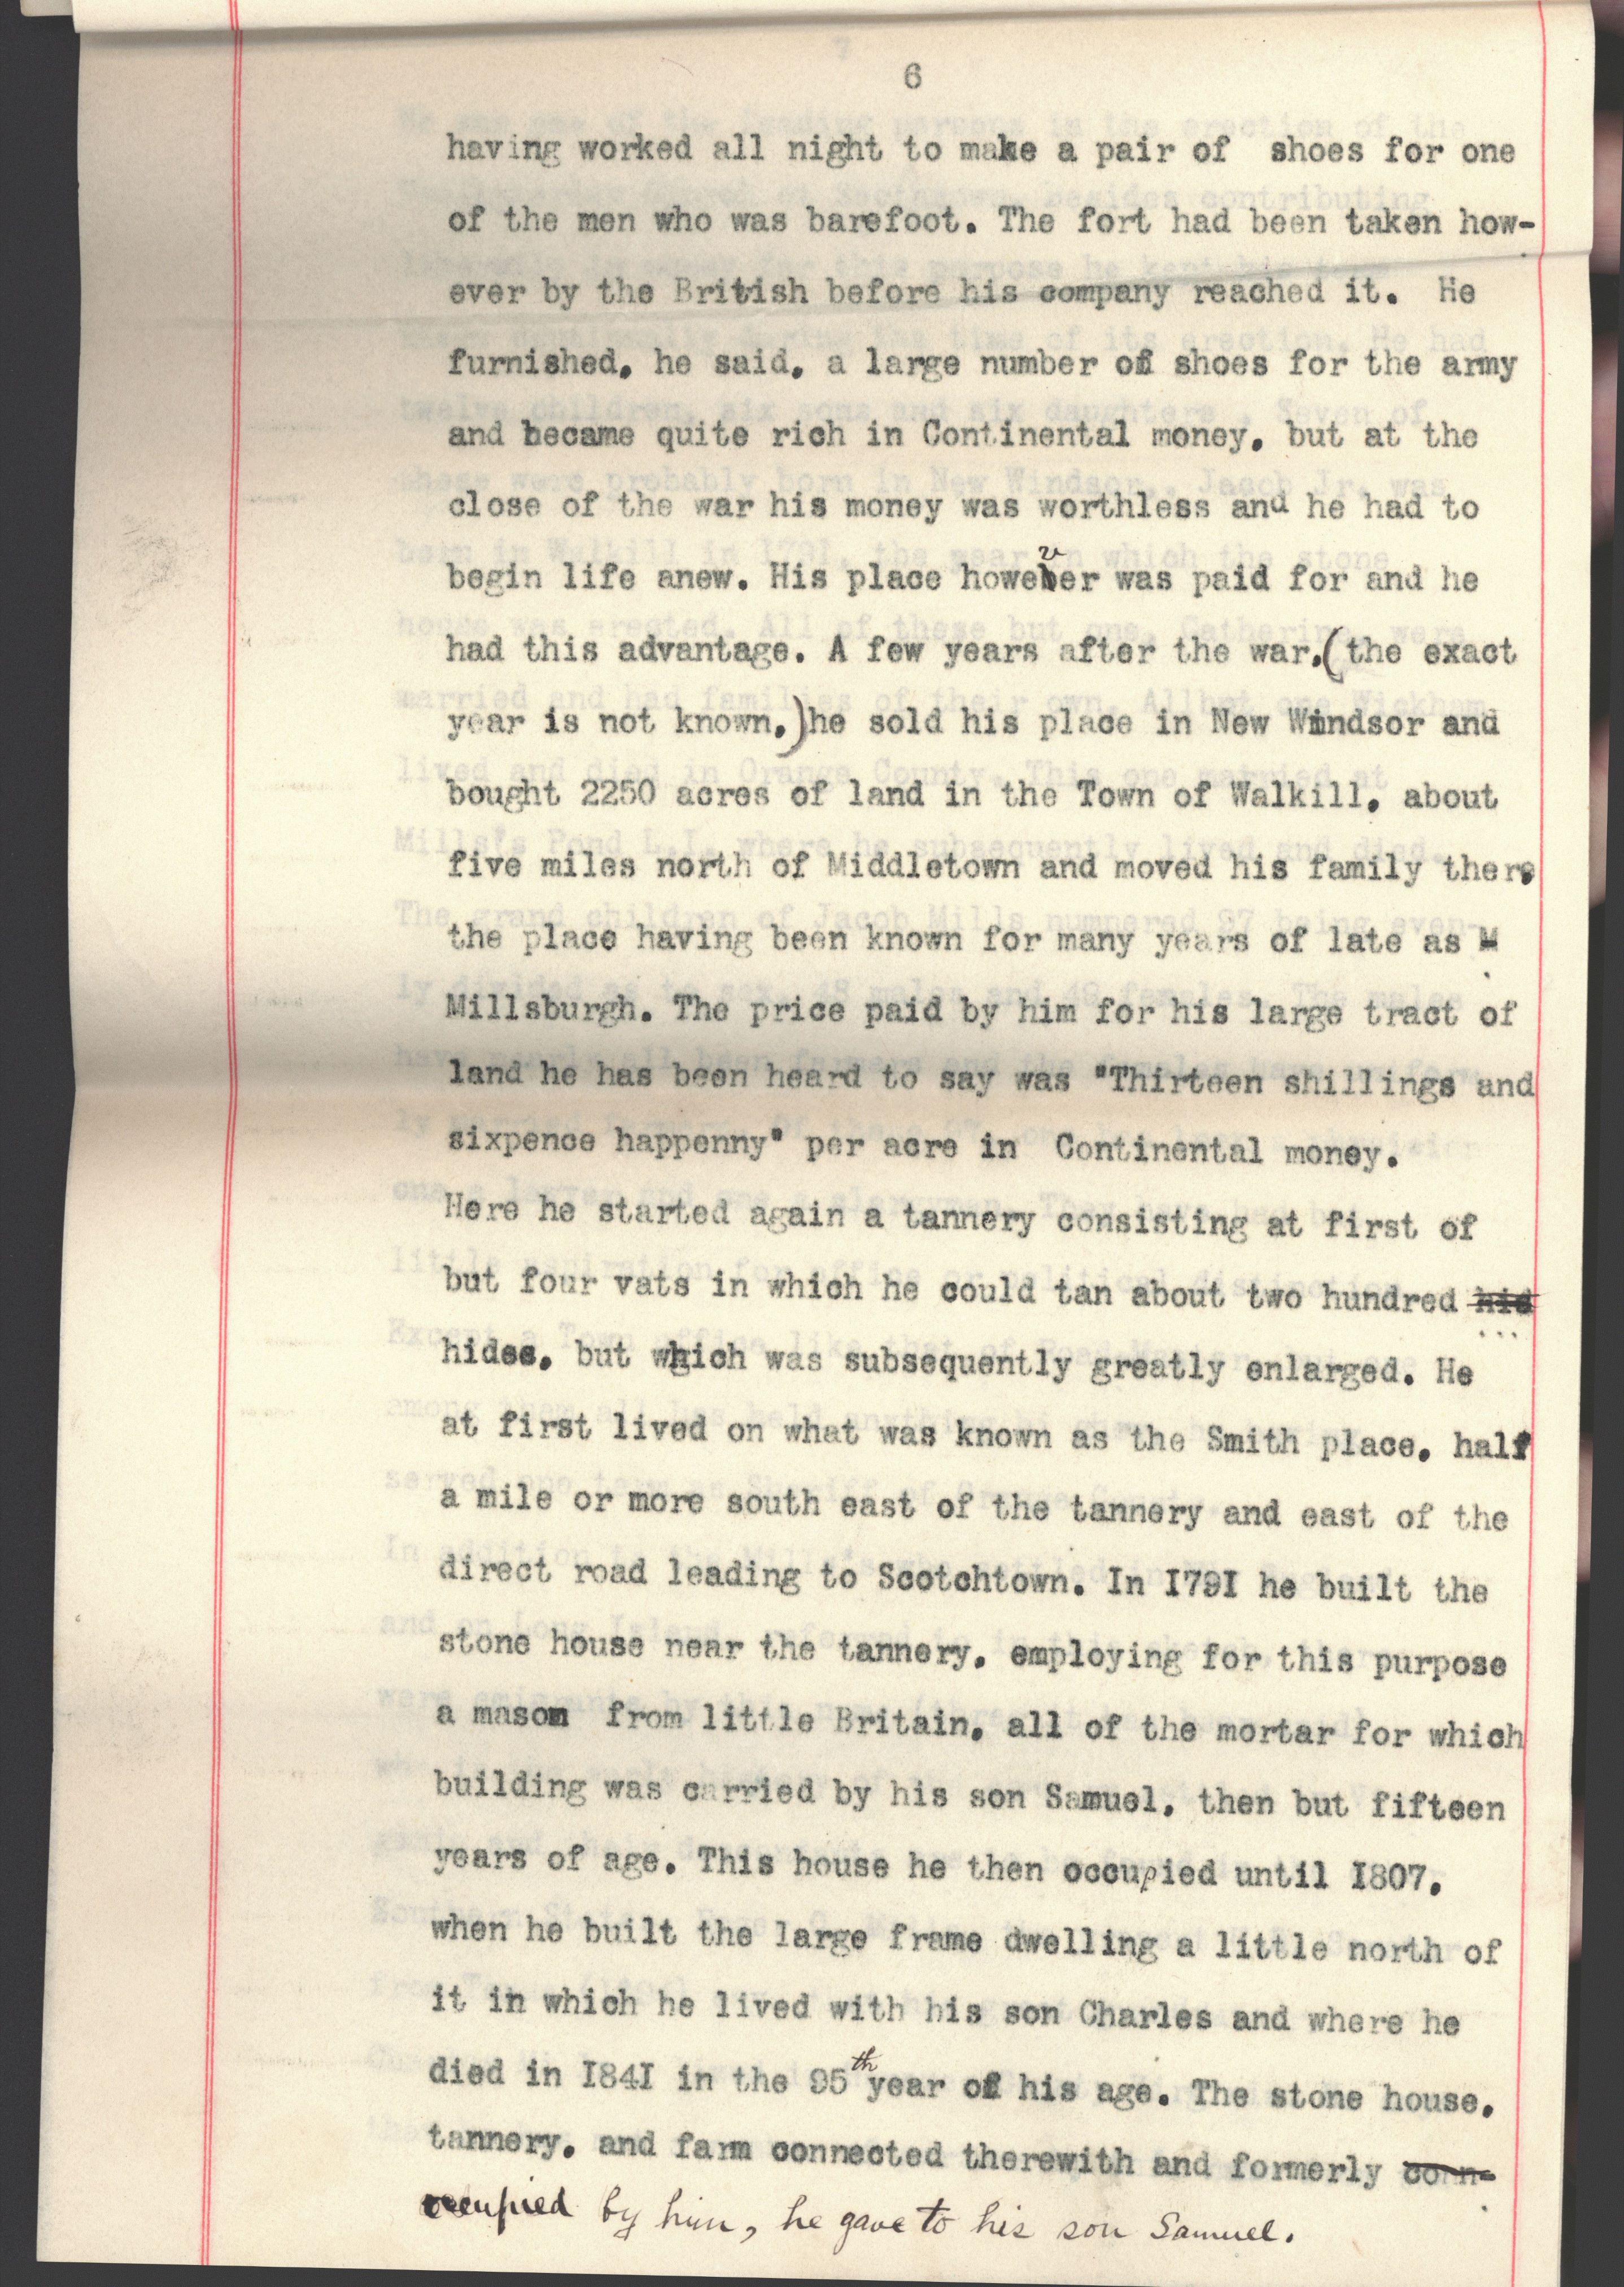 6
having worked all night to make a pair of shoes for one
of the men who was barefoot. The fort had been taken how-
ever by the British before his company reached it. He
furnished, he said, a large number of shoes for the army
and became quite rich in Continental money, but at the
close of the war his money was worthless and he had to
begin life anew. His place however was paid for and he
had this advantage. A few years after the war,(the exact
year is not known,)he sold his place in New Windsor and
bought 2250 acres of land in the Town of Walkill, about
five miles north of Middletown and moved his family there,
the place having been known for many years of late as M
Millsburgh. The price paid by him for his large tract of
land he has been heard to say was "Thirteen shillings and
sixpence happenny" per acre in Continental money.
Here he started again a tannery consisting at first of
but four vats in which he could tan about two hundred hid
hides, but which was subsequently greatly enlarged. He
at first lived on what was known as the Smith place, half
a mile or more south east of the tannery and east of the
direct road leading to Scotchtown. In I79I he built the
stone house near the tannery, employing for this purpose
a mason from little Britain, all of the mortar for which
building was carried by his son Samuel, then but fifteen
years of age. This house he then occupied until I807,
when he built the large frame dwelling a little north of
it in which he lived with his son Charles and where he
died in I84I in the 95th year of his age. The stone house,
tannery, and farm connected therewith and formerly conn-
occupied by him, he gave to his son Samuel.